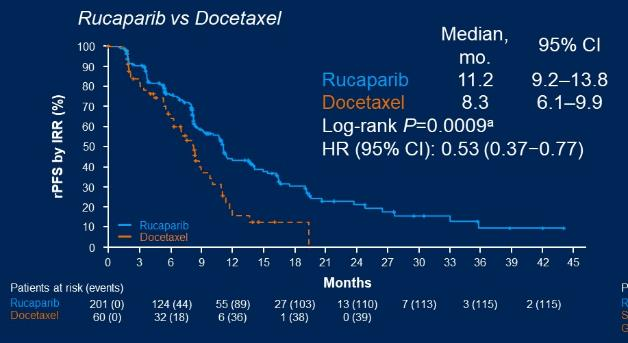 Rucaparib vs Docetaxel
Median, mo. 95% CI
Rucaparib 11.2 9.2–13.8
Docetaxel 8.3 6.1–9.9
Log-rank P=0.0009ª
HR (95% CI): 0.53 (0.37–0.77)
rPFS by IRR (%)
100
90
80
70
60
50
40
30
20
10
0
Rucaparib
Docetaxel
0 3 6 9 12 15 18 21 24 27 30 33 36 39 42 45
Months
Patients at risk (events)
Rucaparib 201 (0) 124 (44) 55 (89) 27 (103) 13 (110) 7 (113) 3 (115) 2 (115)
Docetaxel 60 (0) 32 (18) 6 (36) 1 (38) 0 (39)
P
R
S
G